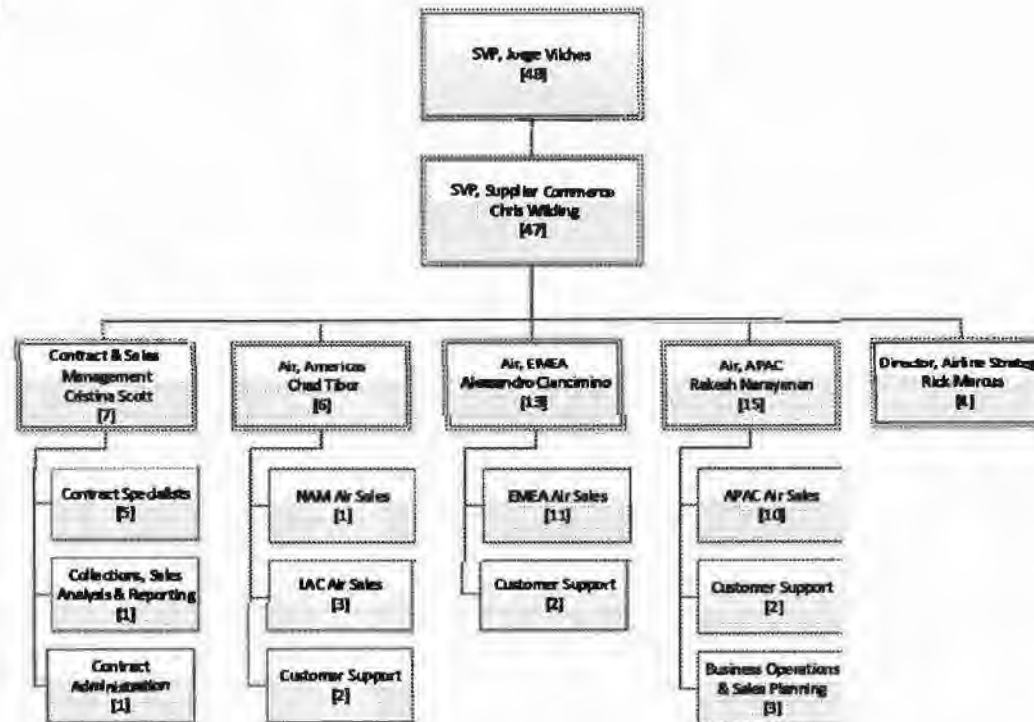 SVP, Jorge Vilches
[48]
SVP, Supplier Commerce
Chris Wilding
[47]
Contract & Sales
Management
Cristina Scott
[7]
Air, Americas
Chad Tibor
[6]
Air, EMEA
Alessandro Ciancimino
[13]
Air, APAC
Rakesh Narayanan
[15]
Director, Airline Strateg
Rick Marcus
[4]
Contract Specialists
[5]
Collections, Sales
Analysis & Reporting
[1]
Contract
Administration
[1]
NAM Air Sales
[1]
LAC Air Sales
[3]
Customer Support
[2]
EMEA Air Sales
[11]
Customer Support
[2]
APAC Air Sales
[10]
Customer Support
[2]
Business Operations
& Sales Planning
[3]